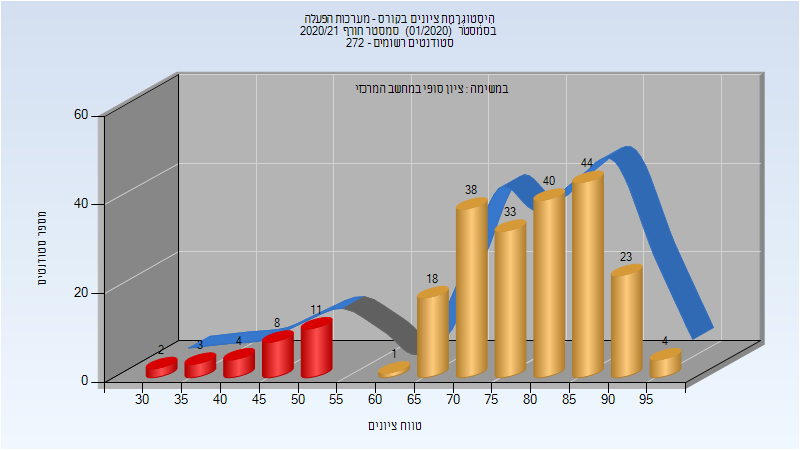 היסטוגרמת ציונים בקורס - מערכות הפעלה
בסמסטר (01/2020) סמסטר חורף 2020/21
סטודנטים רשומים - 272
במשימה : ציון סופי במחשב המרכזי
מספר סטודנטים
60
40
20
0
2
3
4
8
11
1
18
38
33
40
44
23
4
30 35 40 45 50 55 60 65 70 75 80 85 90 95
טווח ציונים